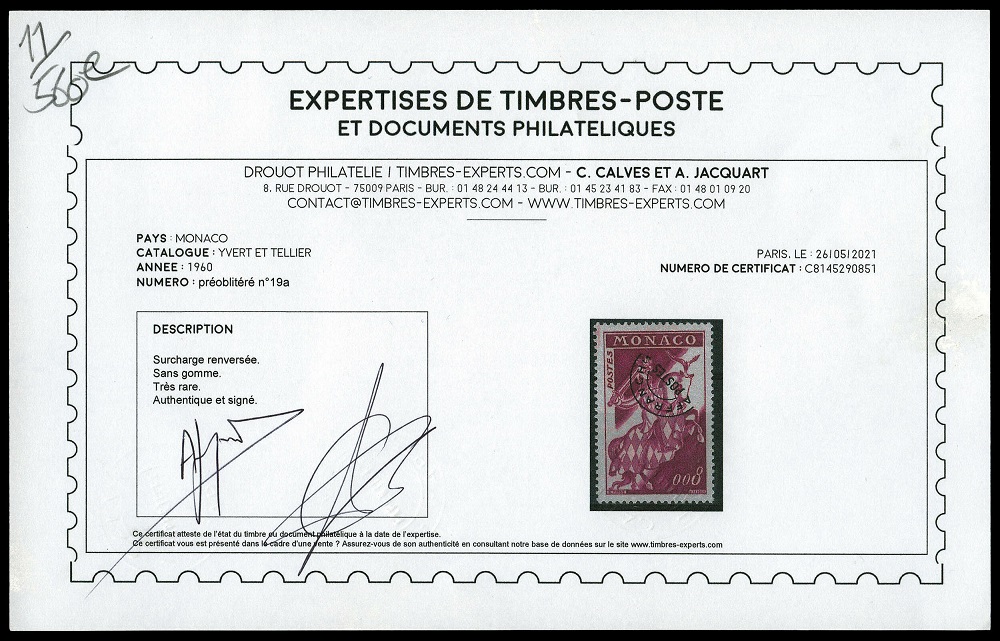 11/
560e
EXPERTISES DE TIMBRES-POSTE
ET DOCUMENTS PHILATELIQUES
DROUOT PHILATELIE / TIMBRES-EXPERTS.COM - C. CALVES ET A. JACQUART
8. RUE DROUOT - 75009 PARIS - BUR. : 01 48 24 44 13 - BUR. : 01 45 23 41 83 - FAX : 01 48 01 09 20
CONTACT@TIMBRES-EXPERTS.COM - WWW.TIMBRES-EXPERTS.COM
PAYS : MONACO
CATALOGUE : YVERT ET TELLIER
ANNEE : 1960
NUMERO : préoblitéré n°19a
PARIS. LE : 26/05/2021
NUMERO DE CERTIFICAT : C8145290851
DESCRIPTION
Surcharge renversée.
Sans gomme.
Très rare.
Authentique et signé.
MONACO
POSTES
AFFRANCHTS
POSTES
0008
Ce certificat atteste de l'état du timbre ou document philatélique à la date de l'expertise.
Ce certificat vous est présenté dans le cadre d'une vente ? Assurez-vous de son authenticité en consultant notre base de données sur le site www.timbres-experts.com